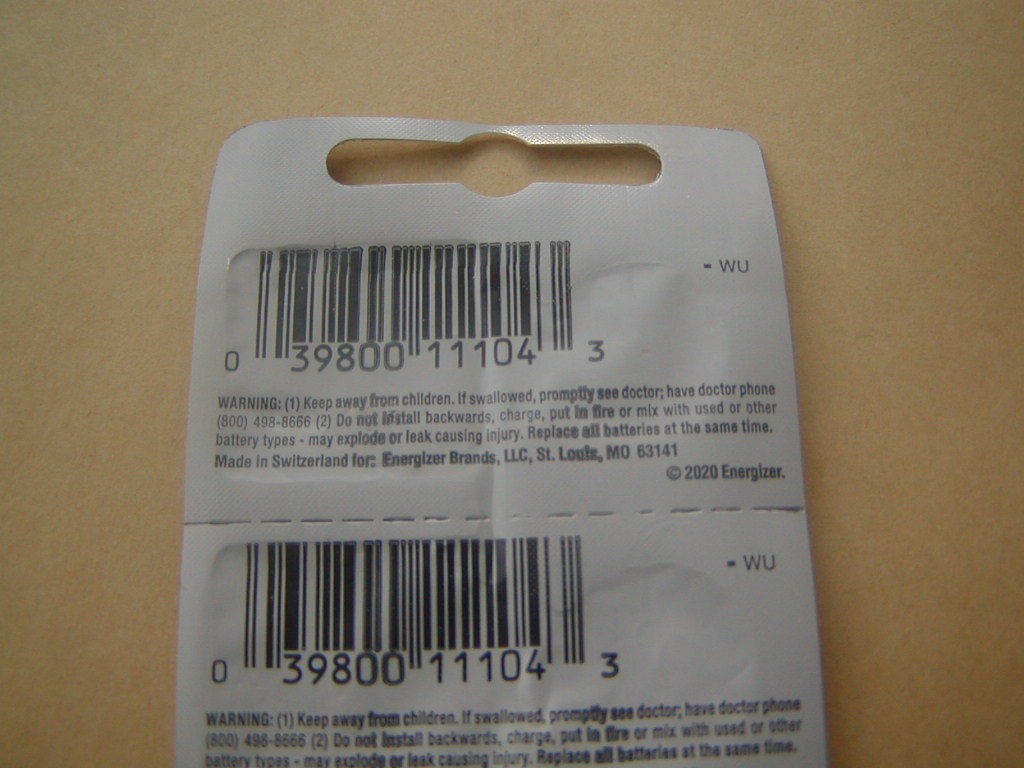 - WU
0 39800 11104 3
WARNING: (1) Keep away from children. If swallowed, promptly see doctor; have doctor phone
(800) 498-8666 (2) Do not install backwards, charge, put in fire or mix with used or other
battery types - may explode or leak causing injury. Replace all batteries at the same time.
Made in Switzerland for: Energizer Brands, LLC, St. Louis, MO 63141
© 2020 Energizer.
- WU
0 39800 11104 3
WARNING: (1) Keep away from children. If swallowed, promptly see doctor; have doctor phone
(800) 498-8666 (2) Do not install backwards, charge, put in fire or mix with used or other
battery types - may explode or leak causing injury. Replace all batteries at the same time.